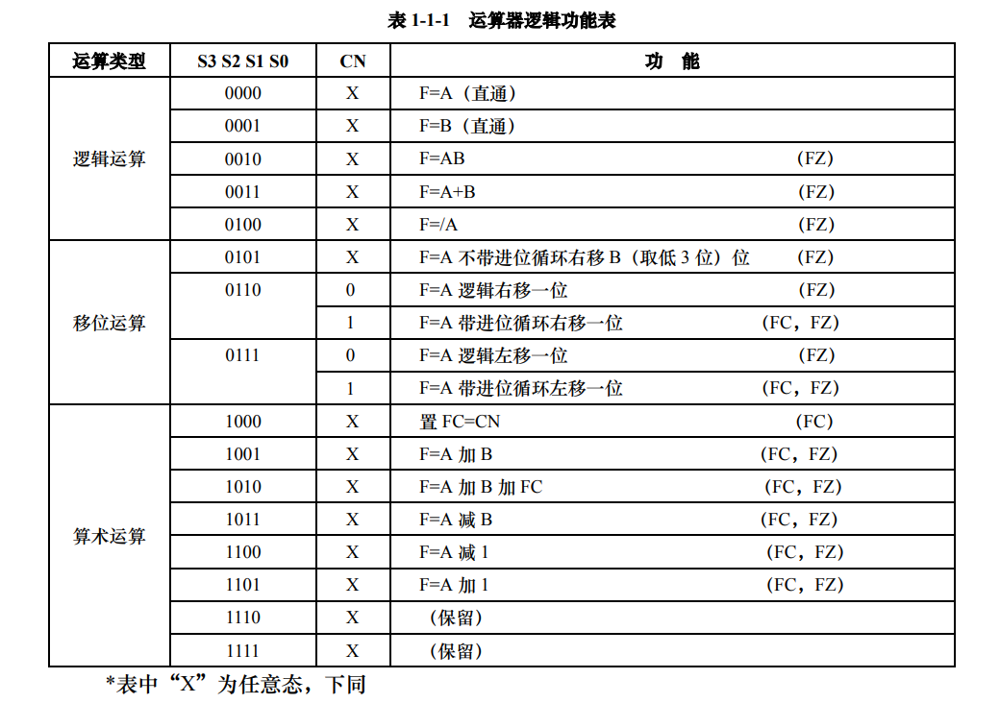 表 1-1-1 运算器逻辑功能表
运算类型 S3 S2 S1 S0 CN 功 能
逻辑运算 0000 X F=A（直通）
0001 X F=B（直通）
0010 X F=AB （FZ）
0011 X F=A+B （FZ）
0100 X F=/A （FZ）
移位运算 0101 X F=A 不带进位循环右移 B（取低 3 位）位 （FZ）
0110 0 F=A 逻辑右移一位 （FZ）
1 F=A 带进位循环右移一位 （FC，FZ）
0111 0 F=A 逻辑左移一位 （FZ）
1 F=A 带进位循环左移一位 （FC，FZ）
算术运算 1000 X 置 FC=CN （FC）
1001 X F=A 加 B （FC，FZ）
1010 X F=A 加 B 加 FC （FC，FZ）
1011 X F=A 减 B （FC，FZ）
1100 X F=A 减 1 （FC，FZ）
1101 X F=A 加 1 （FC，FZ）
1110 X （保留）
1111 X （保留）
*表中“X”为任意态，下同